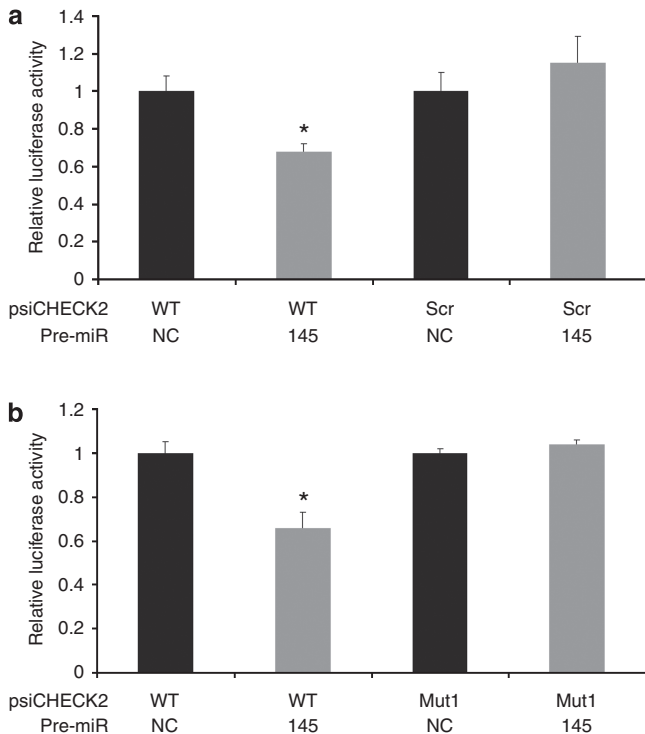 a
Relative luciferase activity
1.4
1.2
1
0.8
0.6
0.4
0.2
0
*
psiCHECK2 WT WT Scr Scr
Pre-miR NC 145 NC 145
b
Relative luciferase activity
1.2
1
0.8
0.6
0.4
0.2
0
*
psiCHECK2 WT WT Mut1 Mut1
Pre-miR NC 145 NC 145